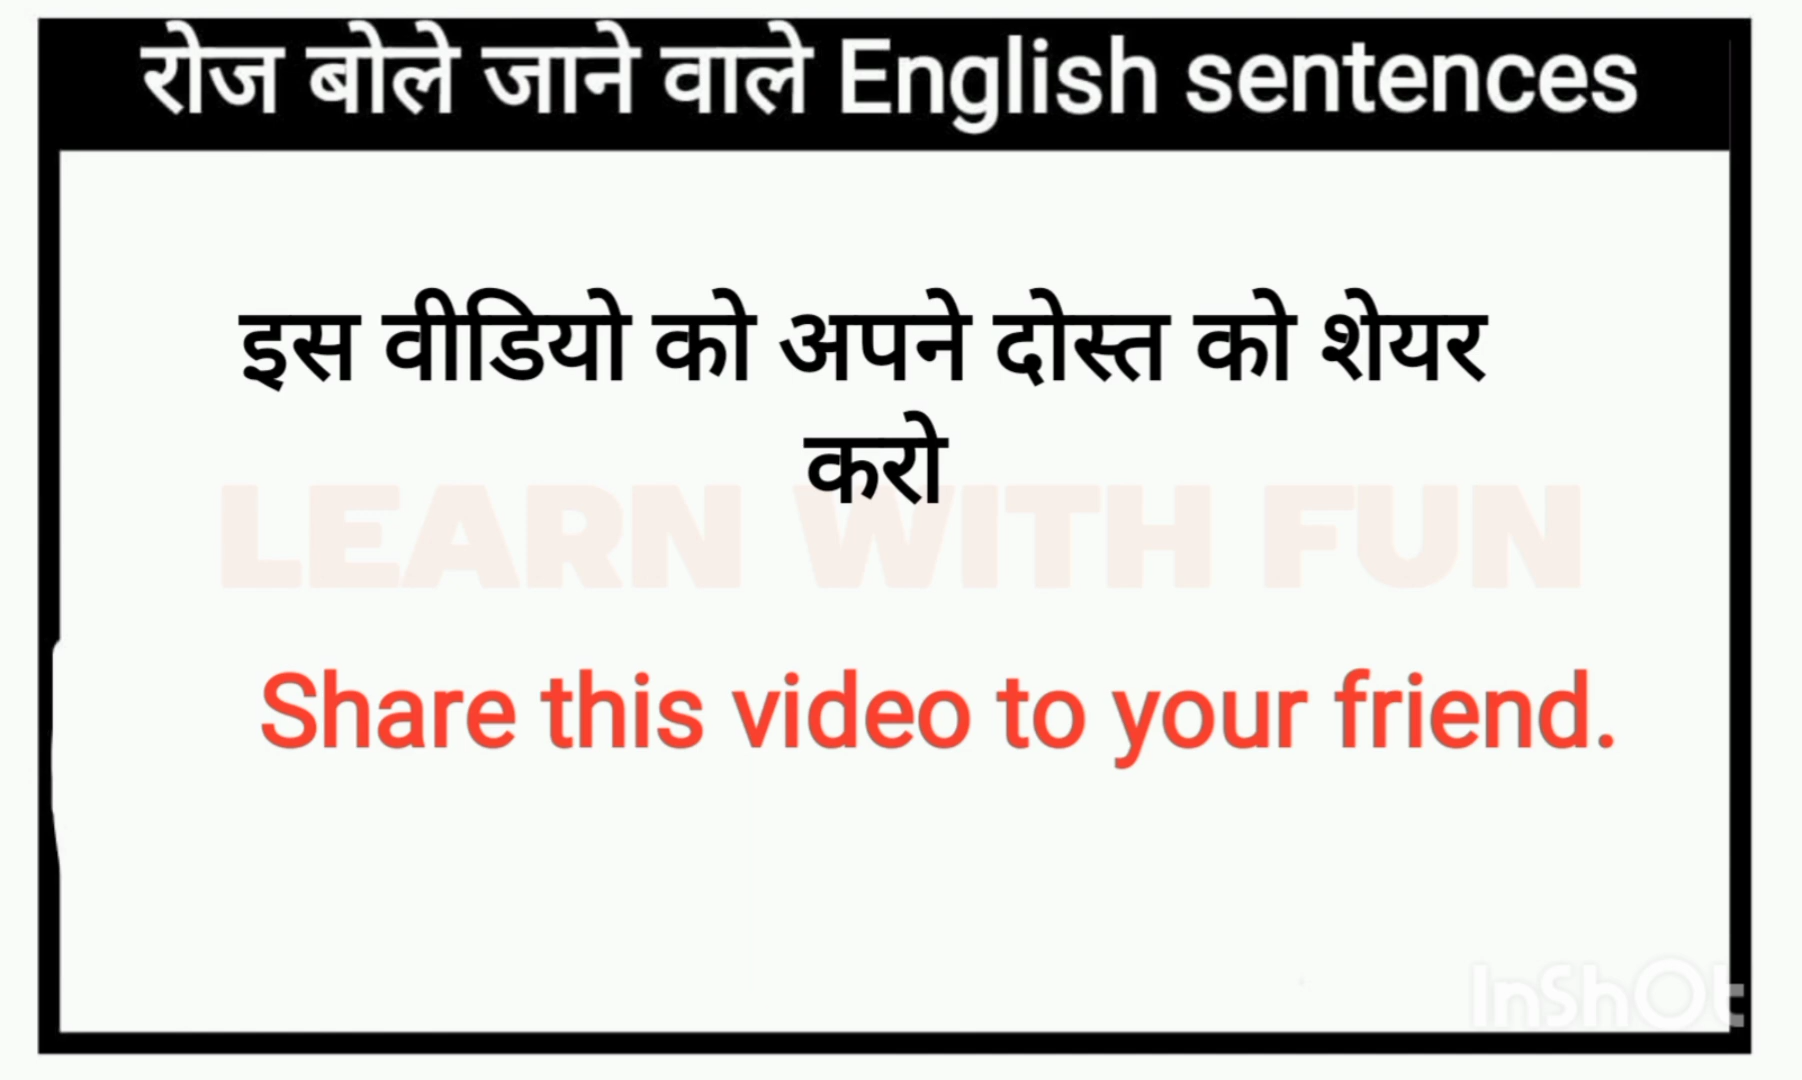 रोज बोले जाने वाले English sentences
इस वीडियो को अपने दोस्त को शेयर
करो
LEARN WITH FUN
Share this video to your friend.
InShOt